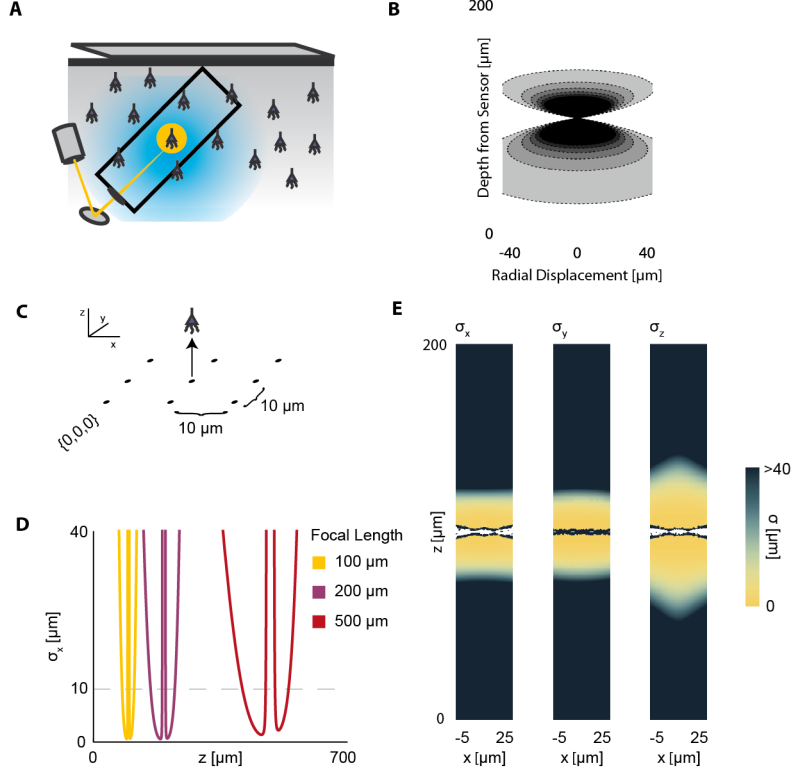 A
B
200
Depth from Sensor [µm]
0
-40
0
40
Radial Displacement [µm]
C
z
y
x
{0,0,0}
10 µm
10 µm
D
40
σx [µm]
10
0
0
z [µm]
700
Focal Length
100 µm
200 µm
500 µm
E
σx
σy
σz
200
z [µm]
0
-5 25
-5 25
-5 25
x [µm]
x [µm]
x [µm]
>40
σ [µm]
0